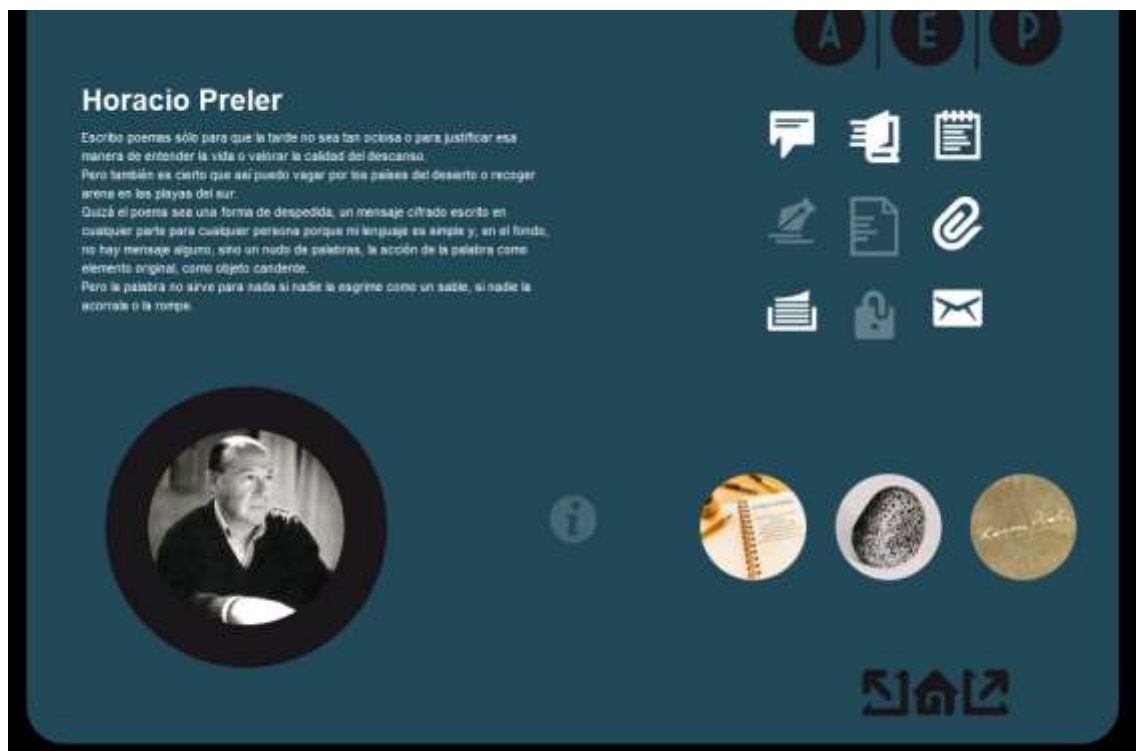 A E P
Horacio Preler
Escribo poemas sólo para que la tarde no sea tan ociosa o para justificar esa
manera de entender la vida o valorar la calidad del descanso.
Pero también es cierto que así puedo vagar por los países del desierto o recoger
arena en las playas del sur.
Quizá el poema sea una forma de despedida, un mensaje cifrado escrito en
cualquier parte para cualquier persona porque mi lenguaje es simple y, en el fondo,
no hay mensaje alguno, sino un nudo de palabras, la acción de la palabra como
elemento original, como objeto candente.
Pero la palabra no sirve para nada si nadie la esgrime como un sable, si nadie la
acorrala o la rompe.
i